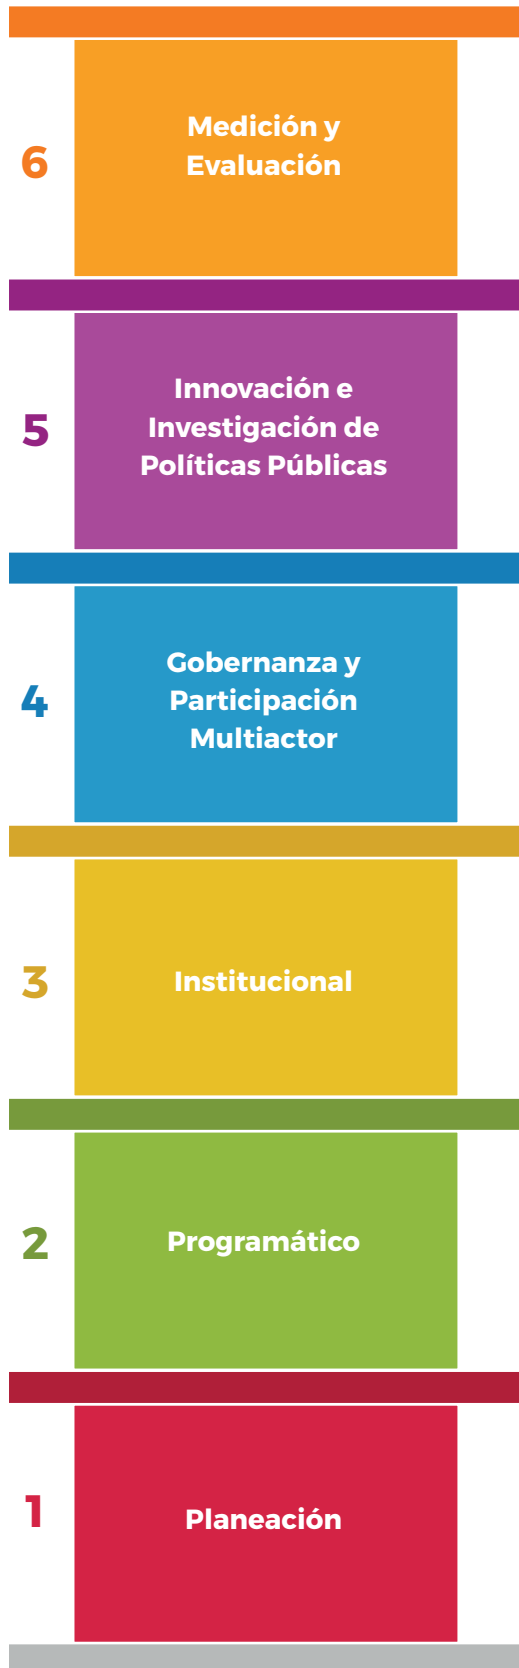 6
Medición y
Evaluación
5
Innovación e
Investigación de
Políticas Públicas
4
Gobernanza y
Participación
Multiactor
3
Institucional
2
Programático
1
Planeación